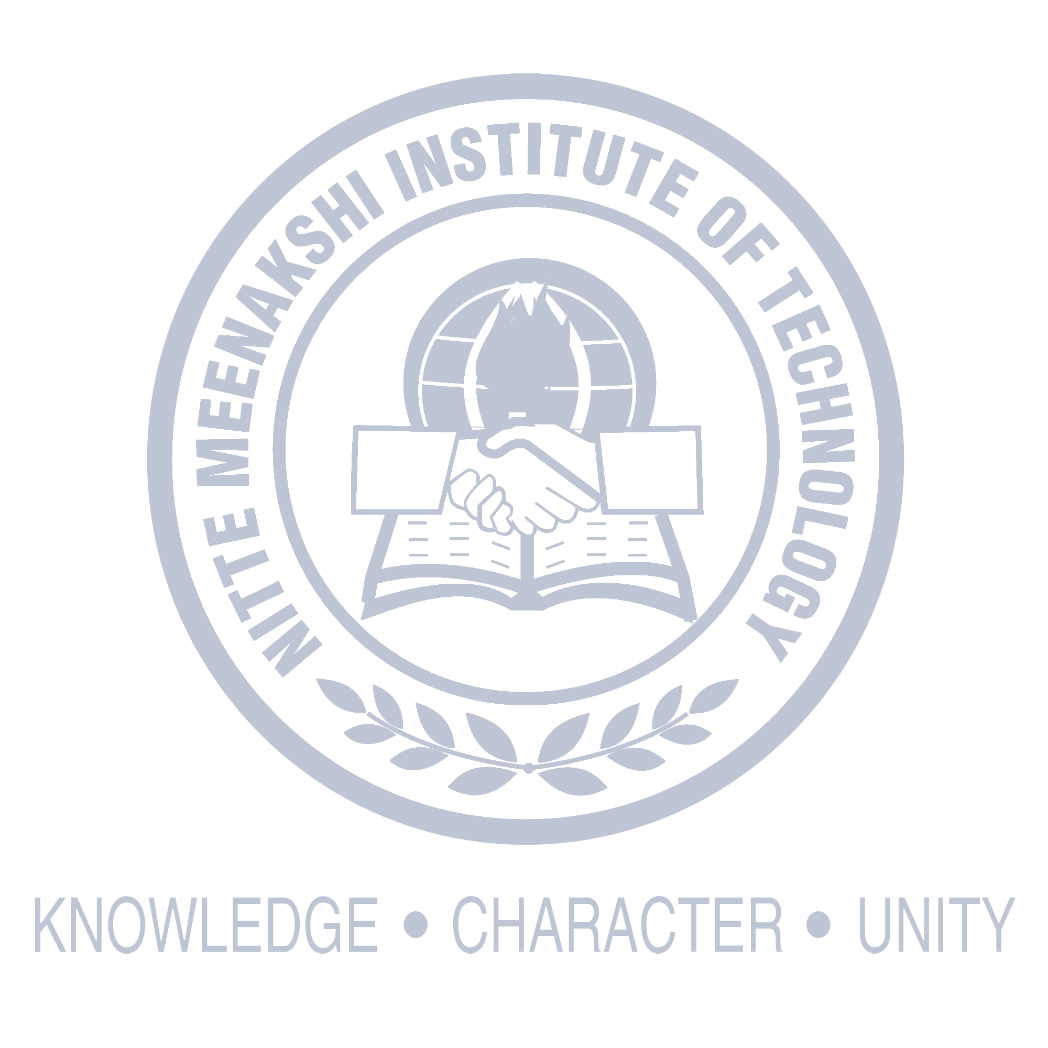 NITTE MEENAKSHI INSTITUTE OF TECHNOLOGY
KNOWLEDGE • CHARACTER • UNITY